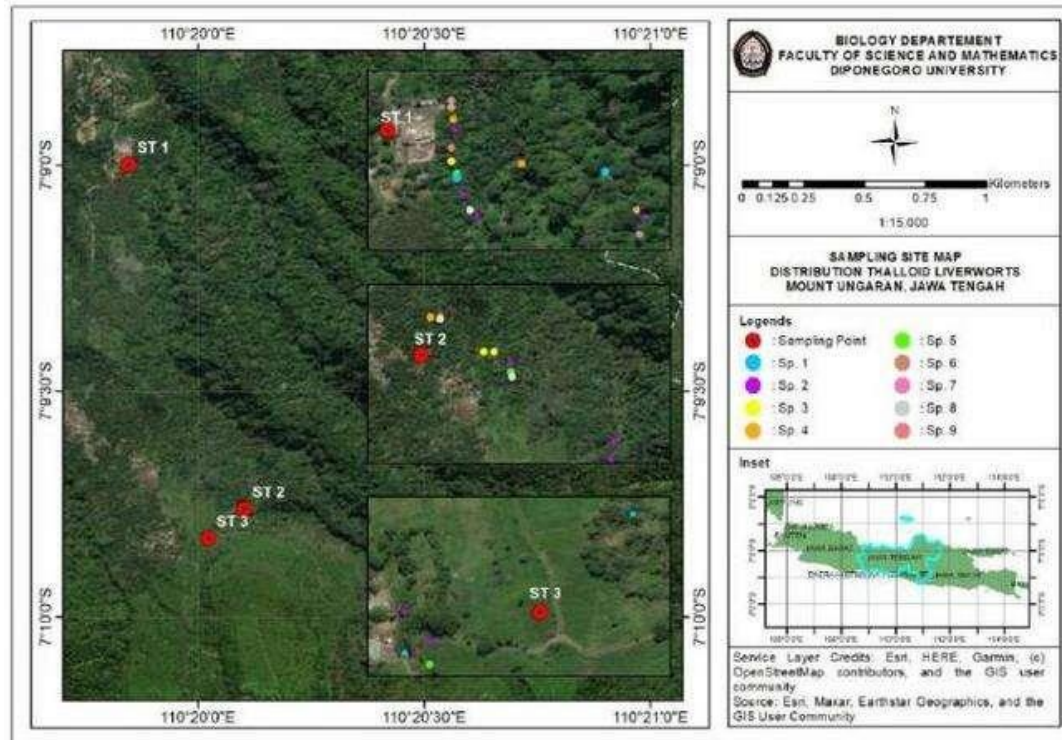 110°20'0"E 110°20'30"E 110°21'0"E
7°9'0"S
7°9'30"S
7°10'0"S
ST 1
ST 1
ST 2
ST 2
ST 3
ST 3
110°20'0"E 110°20'30"E 110°21'0"E
7°9'0"S
7°9'30"S
7°10'0"S
BIOLOGY DEPARTEMENT
FACULTY OF SCIENCE AND MATHEMATICS
DIPONEGORO UNIVERSITY
N
Kilometers
0 0.125 0.25 0.5 0.75 1
1:15.000
SAMPLING SITE MAP
DISTRIBUTION THALLOID LIVERWORTS
MOUNT UNGARAN, JAWA TENGAH
Legends
: Sampling Point
: Sp. 1
: Sp. 2
: Sp. 3
: Sp. 4
: Sp. 5
: Sp. 6
: Sp. 7
: Sp. 8
: Sp. 9
Inset
JAWA TENGAH
Service Layer Credits: Esri, HERE, Garmin, (c)
OpenStreetMap contributors, and the GIS user
community
Source: Esri, Maxar, Earthstar Geographics, and the
GIS User Community